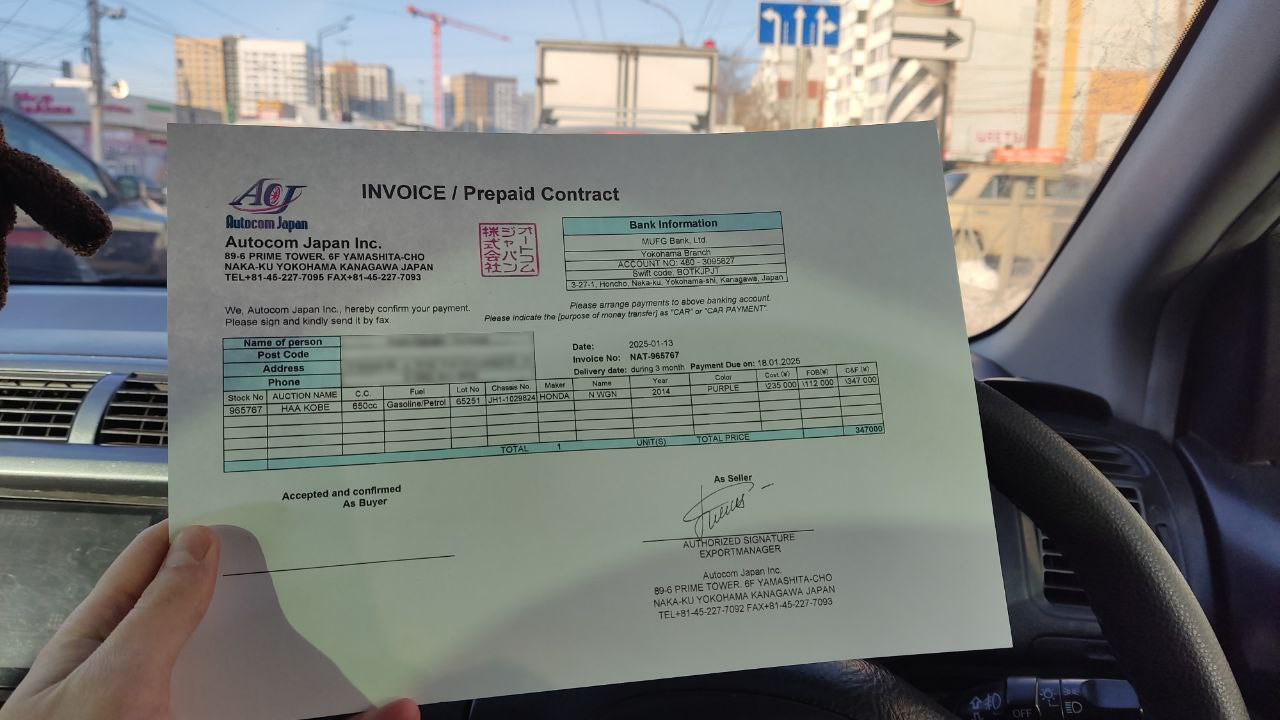 AOJ
Autocom Japan
INVOICE / Prepaid Contract
Autocom Japan Inc.
89-6 PRIME TOWER. 6F YAMASHITA-CHO
NAKA-KU YOKOHAMA KANAGAWA JAPAN
TEL+81-45-227-7095 FAX+81-45-227-7093
オートコム
ジャパン
株式会社
Bank Information
MUFG Bank, Ltd.
Yokohama Branch
ACCOUNT NO: 480 - 3095627
Swift code: BOTKJPJT
3-27-1, Honcho, Naka-ku, Yokohama-shi, Kanagawa, Japan
We, Autocom Japan Inc., hereby confirm your payment.
Please sign and kindly send it by fax.
Please arrange payments to above banking account.
Please indicate the [purpose of money transfer] as "CAR" or "CAR PAYMENT".
Name of person
Post Code
Address
Phone
Date: 2025-01-13
Invoice No: NAT-965767
Delivery date: during 3 month Payment Due on: 18.01.2025
Stock No AUCTION NAME C.C. Fuel Lot No Chassis No. Maker Name Year Color Cost (¥) FOB(¥) C&F (¥)
965767 HAA KOBE 650cc Gasoline/Petrol 65251 JH1-1029824 HONDA N WGN 2014 PURPLE \235 000 \112 000 \347 000
TOTAL 1 UNIT(S) TOTAL PRICE 347000
Accepted and confirmed
As Buyer
As Seller
AUTHORIZED SIGNATURE
EXPORTMANAGER
Autocom Japan Inc.
89-6 PRIME TOWER. 6F YAMASHITA-CHO
NAKA-KU YOKOHAMA KANAGAWA JAPAN
TEL+81-45-227-7092 FAX+81-45-227-7093
OFF